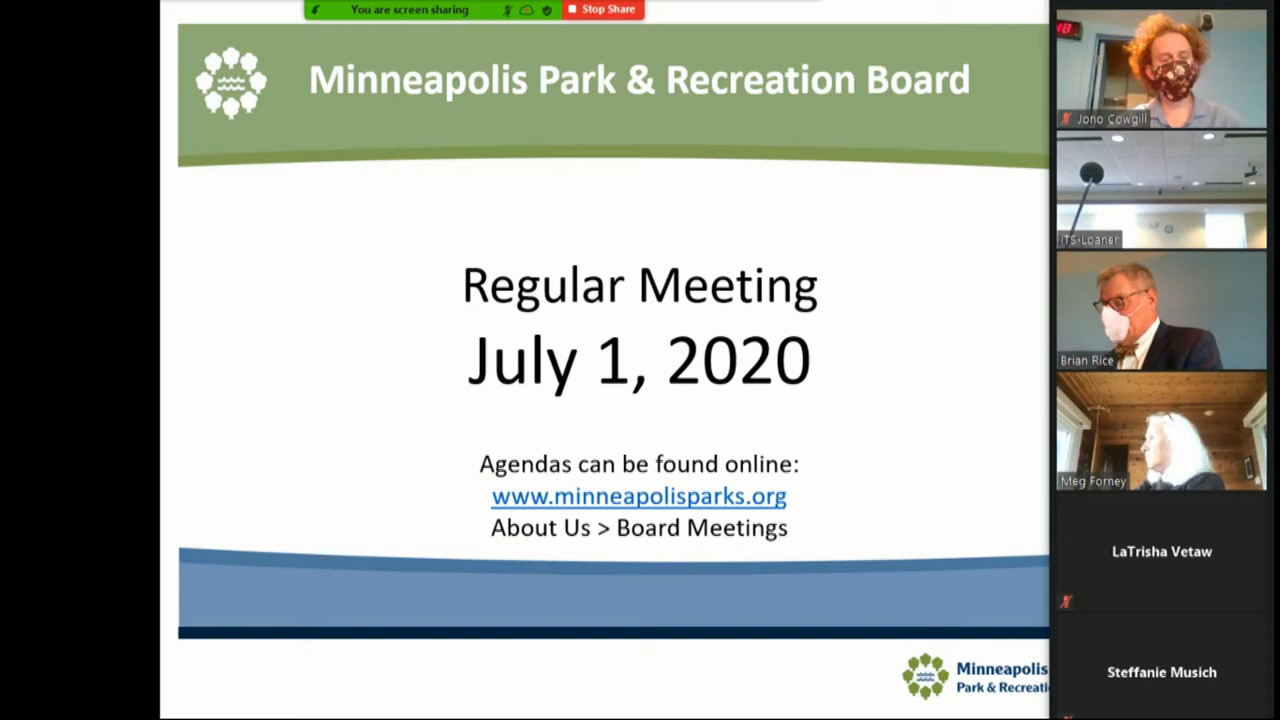 You are screen sharing
Stop Share
Minneapolis Park & Recreation Board
Regular Meeting
July 1, 2020
Agendas can be found online:
www.minneapolisparks.org
About Us > Board Meetings
Minneapolis
Park & Recreati
Jono Cowgill
ITS-Loaner
Brian Rice
Meg Forney
LaTrisha Vetaw
Steffanie Musich